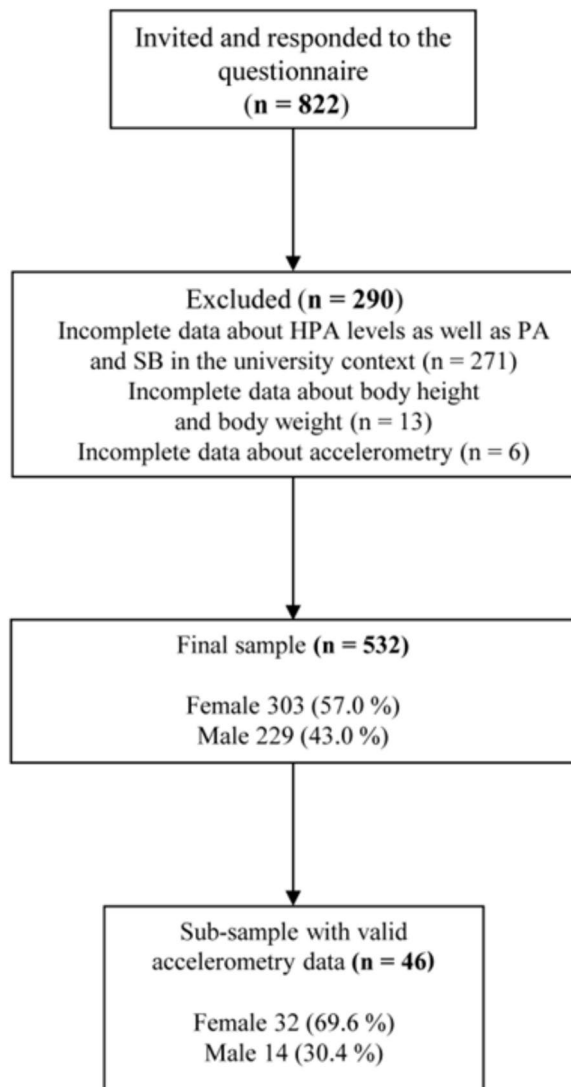 Invited and responded to the
questionnaire
(n = 822)
Excluded (n = 290)
Incomplete data about HPA levels as well as PA
and SB in the university context (n = 271)
Incomplete data about body height
and body weight (n = 13)
Incomplete data about accelerometry (n = 6)
Final sample (n = 532)
Female 303 (57.0 %)
Male 229 (43.0 %)
Sub-sample with valid
accelerometry data (n = 46)
Female 32 (69.6 %)
Male 14 (30.4 %)